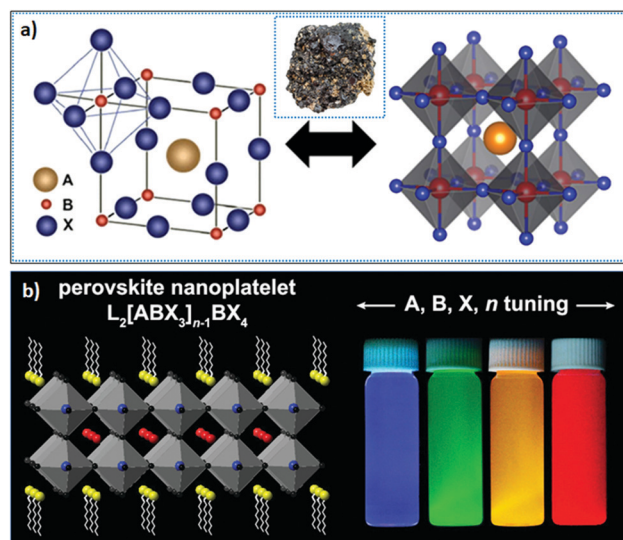 a)
A
B
X
b)
perovskite nanoplatelet
L₂[ABX₃]ₙ₋₁BX₄
A, B, X, n tuning